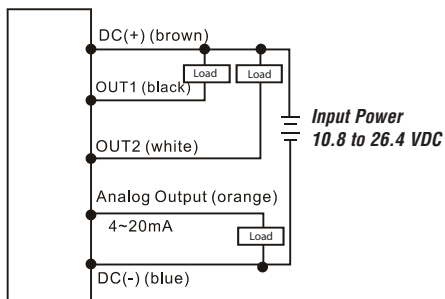 DC(+) (brown)
Load
Load
OUT1 (black)
Input Power
10.8 to 26.4 VDC
OUT2 (white)
Analog Output (orange)
4~20mA
Load
DC(-) (blue)